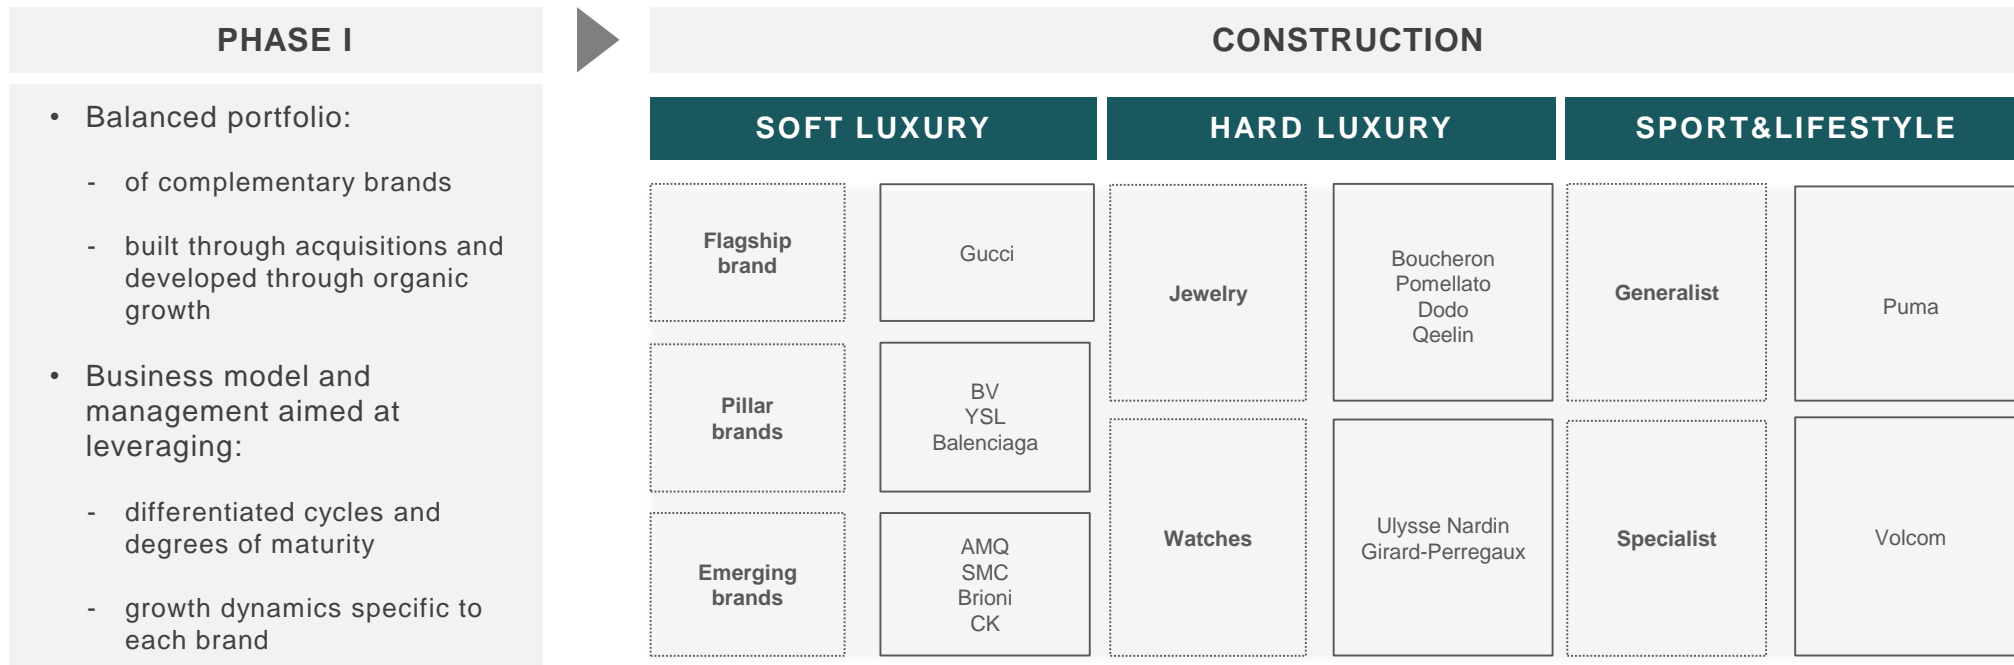 PHASE I
• Balanced portfolio:
- of complementary brands
- built through acquisitions and
developed through organic
growth
• Business model and
management aimed at
leveraging:
- differentiated cycles and
degrees of maturity
- growth dynamics specific to
each brand
CONSTRUCTION
SOFT LUXURY
Flagship
brand
Gucci
Pillar
brands
BV
YSL
Balenciaga
Emerging
brands
AMQ
SMC
Brioni
CK
HARD LUXURY
Jewelry
Boucheron
Pomellato
Dodo
Qeelin
Watches
Ulysse Nardin
Girard-Perregaux
SPORT&LIFESTYLE
Generalist
Puma
Specialist
Volcom